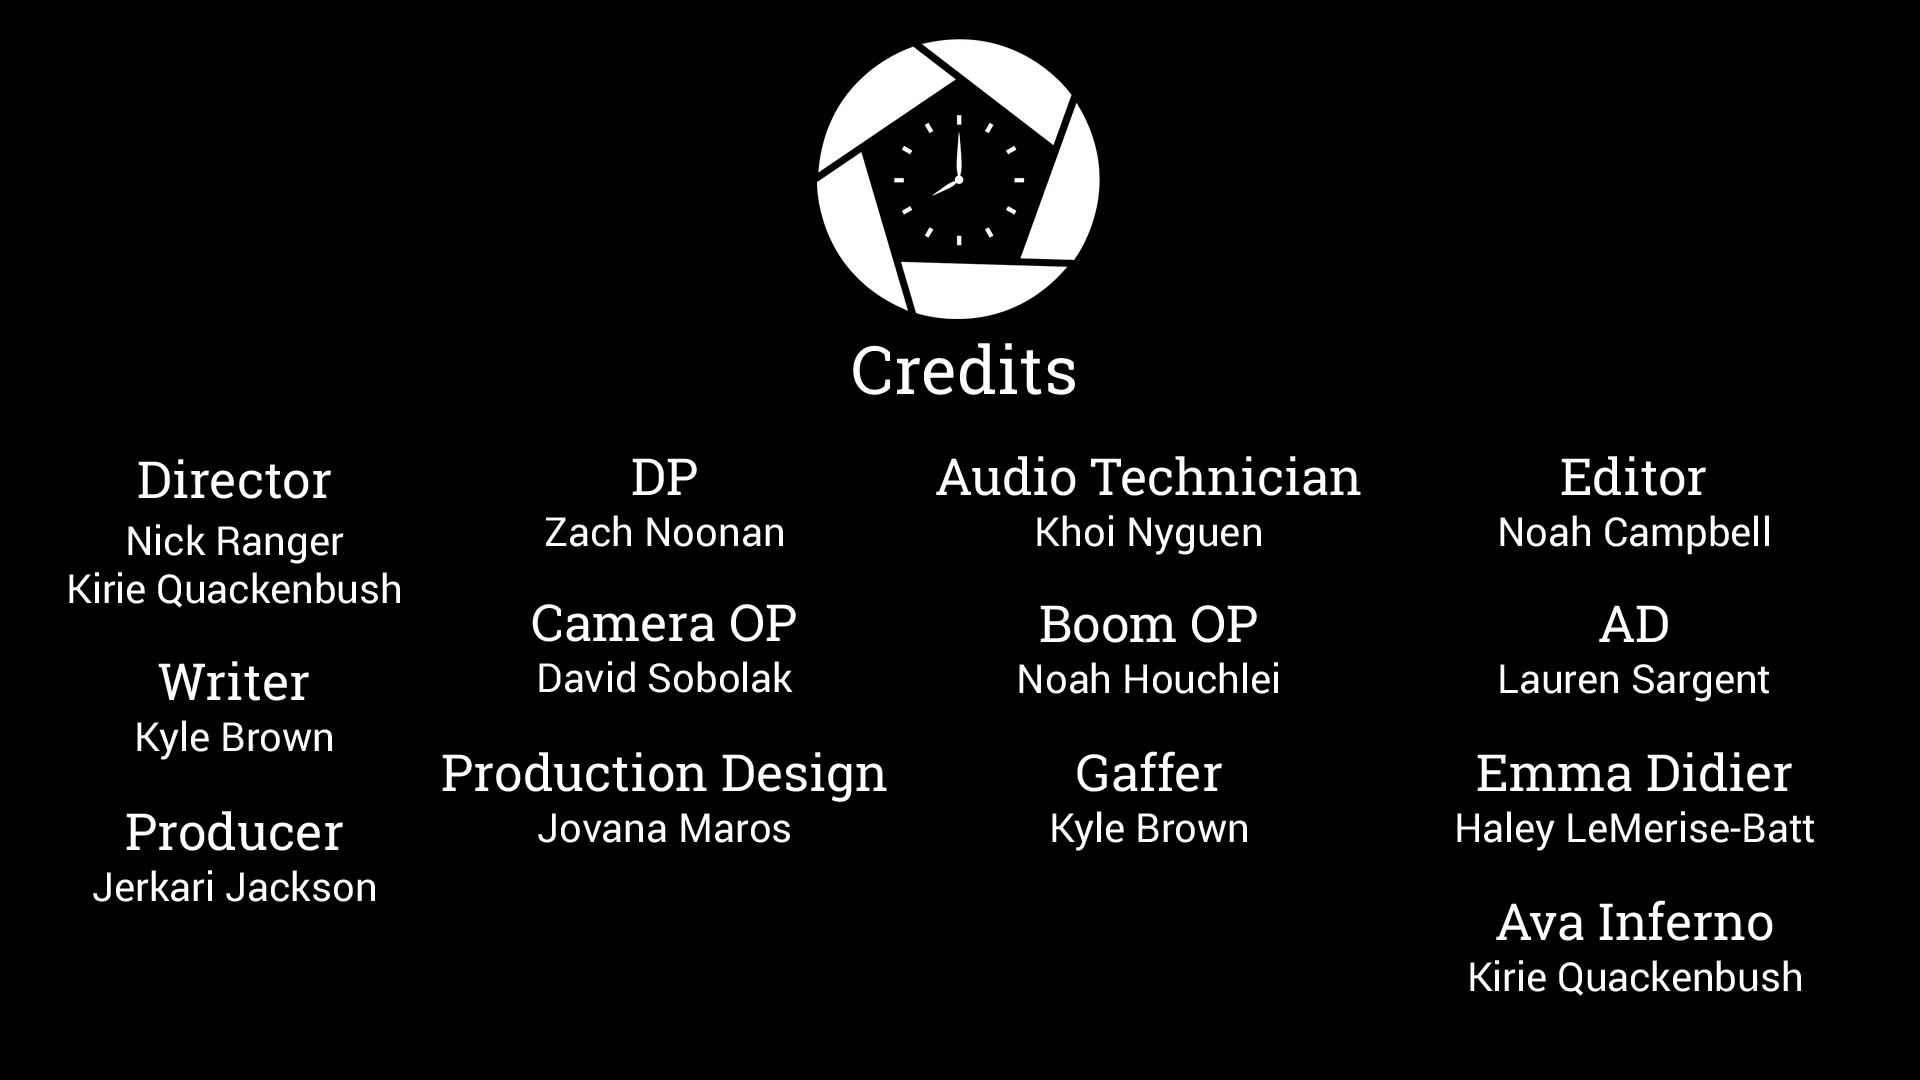 Credits
Director
Nick Ranger
Kirie Quackenbush
Writer
Kyle Brown
Producer
Jerkari Jackson
DP
Zach Noonan
Camera OP
David Sobolak
Production Design
Jovana Maros
Audio Technician
Khoi Nyguen
Boom OP
Noah Houchlei
Gaffer
Kyle Brown
Editor
Noah Campbell
AD
Lauren Sargent
Emma Didier
Haley LeMerise-Batt
Ava Inferno
Kirie Quackenbush